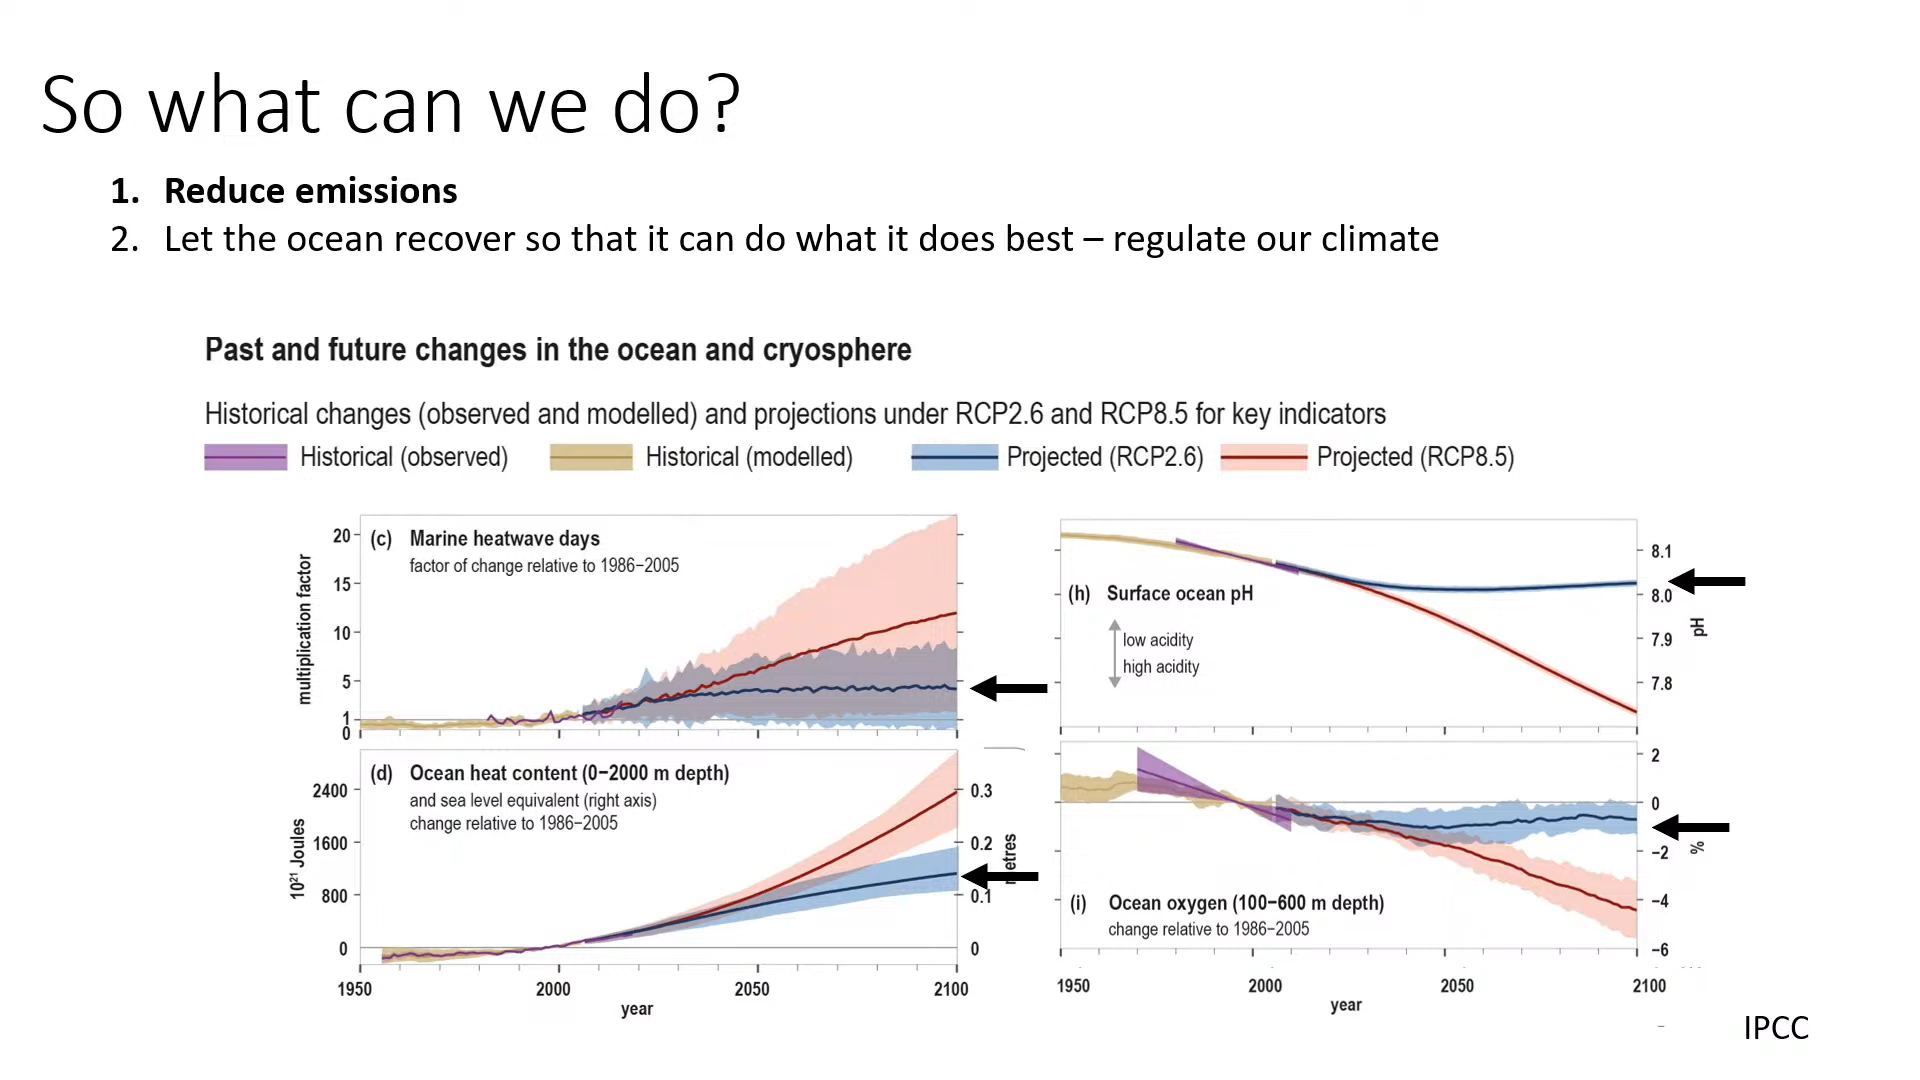 So what can we do?
1. Reduce emissions
2. Let the ocean recover so that it can do what it does best – regulate our climate
Past and future changes in the ocean and cryosphere
Historical changes (observed and modelled) and projections under RCP2.6 and RCP8.5 for key indicators
Historical (observed) Historical (modelled) Projected (RCP2.6) Projected (RCP8.5)
(c) Marine heatwave days
factor of change relative to 1986−2005
multiplication factor
20
15
10
5
1
0
(h) Surface ocean pH
low acidity
high acidity
8.1
8.0
7.9
7.8
pH
(d) Ocean heat content (0−2000 m depth)
and sea level equivalent (right axis)
change relative to 1986−2005
10²¹ Joules
2400
1600
800
0
0.3
0.2
0.1
0
1950 2000 2050 2100
year
(i) Ocean oxygen (100−600 m depth)
change relative to 1986−2005
2
0
−2
−4
−6
%
1950 2000 2050 2100
year
IPCC